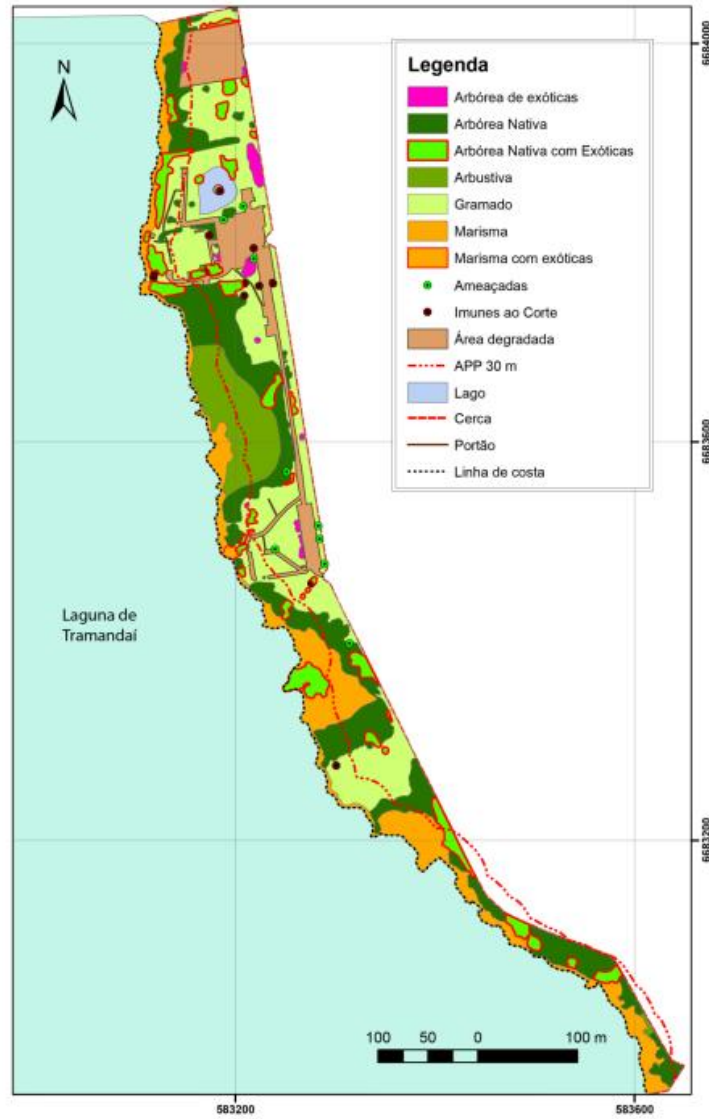 N
Legenda
Arbórea de exóticas
Arbórea Nativa
Arbórea Nativa com Exóticas
Arbustiva
Gramado
Marisma
Marisma com exóticas
Ameaçadas
Imunes ao Corte
Área degradada
APP 30 m
Lago
Cerca
Portão
Linha de costa
6684000
6683600
Laguna de
Tramandaí
6683200
100 50 0 100 m
583200 583600